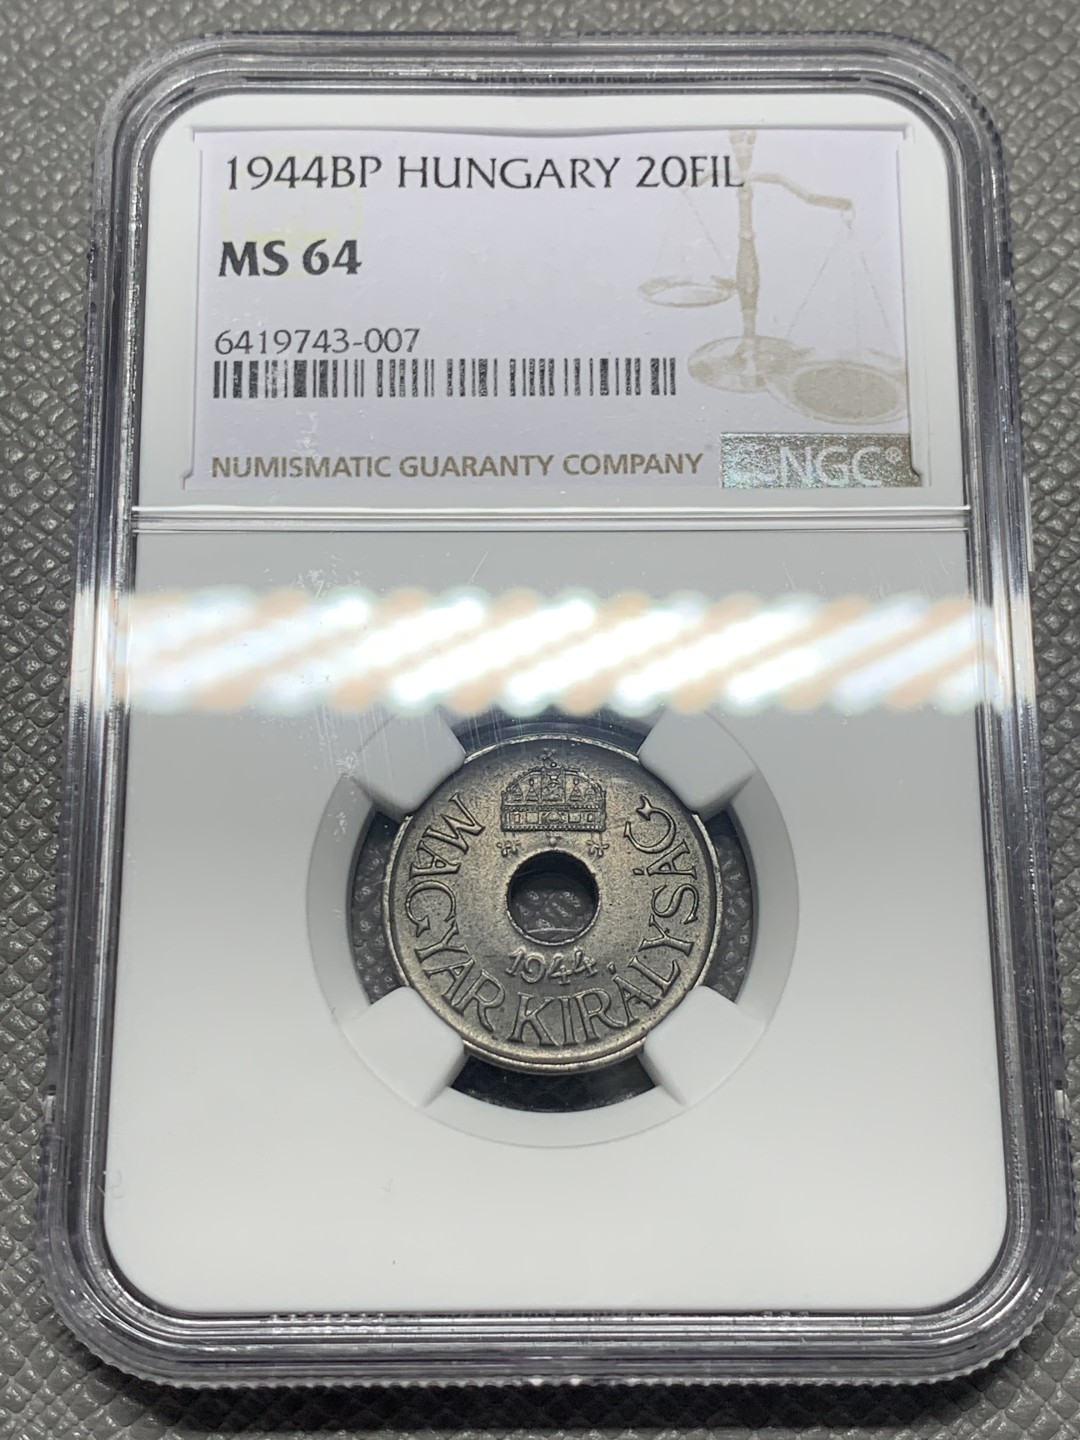 1944BP HUNGARY 20FIL
MS 64
6419743-007
NUMISMATIC GUARANTY COMPANY
NGC®
MAGYAR KIRÁLYSÁG
1944